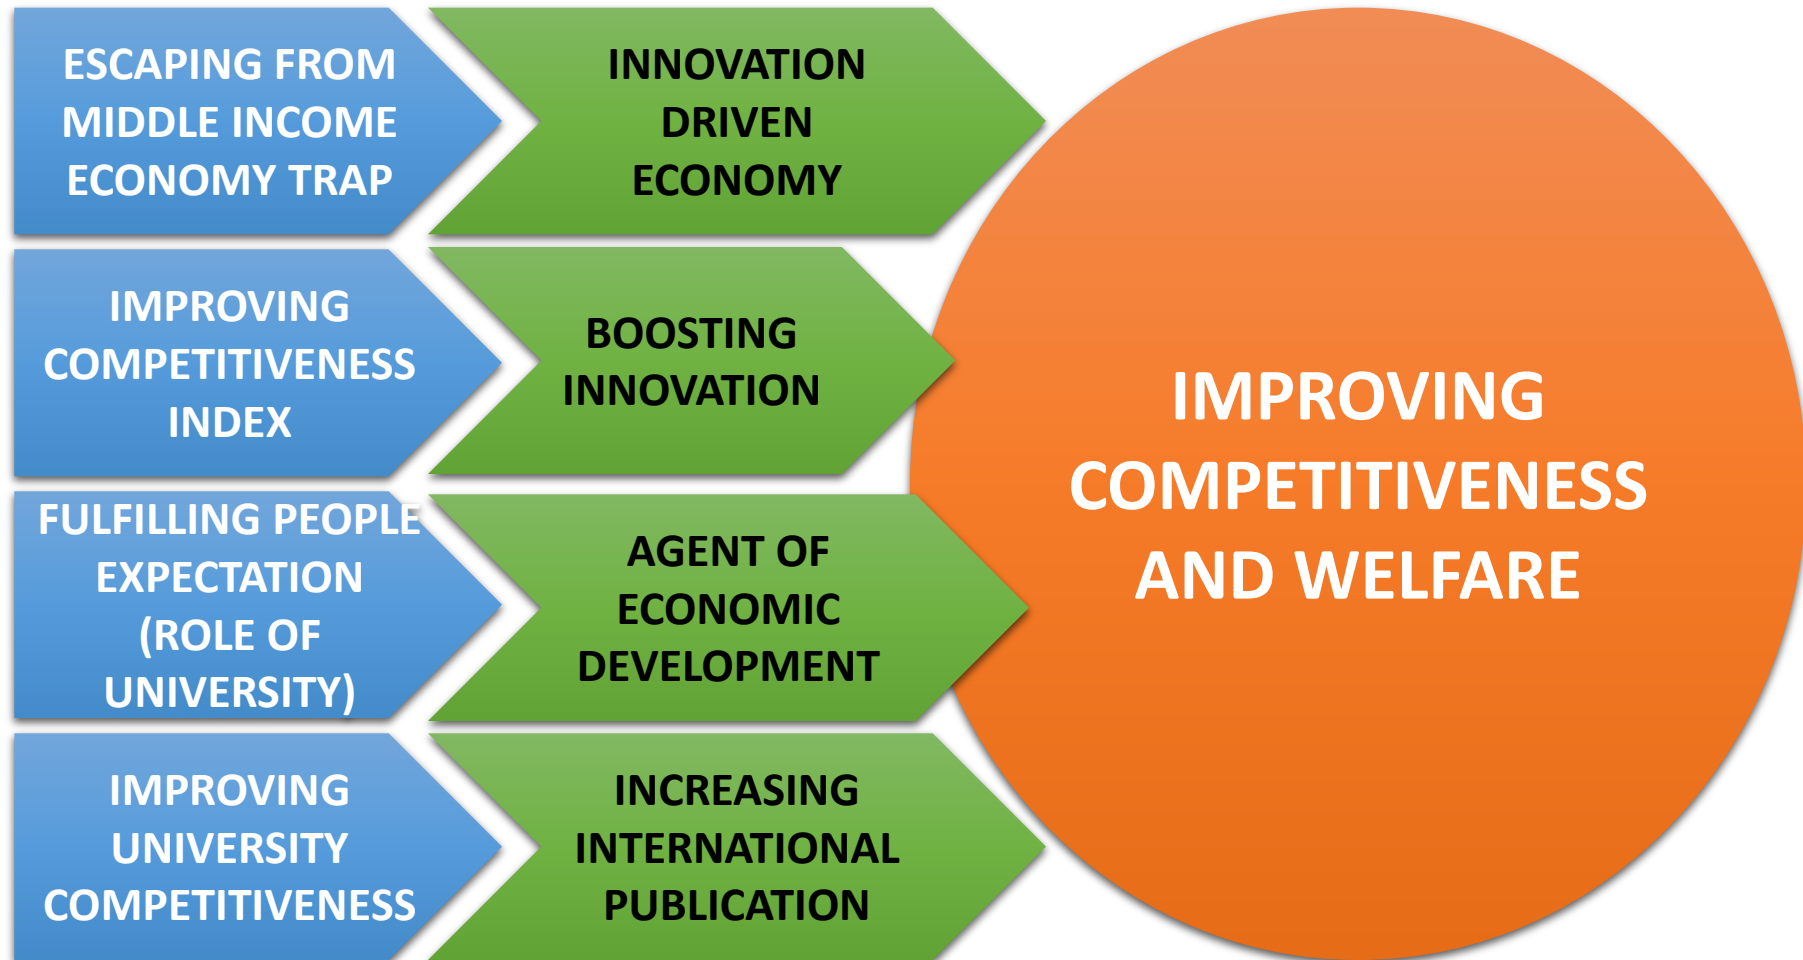 ESCAPING FROM
MIDDLE INCOME
ECONOMY TRAP
INNOVATION
DRIVEN
ECONOMY
IMPROVING
COMPETITIVENESS
INDEX
BOOSTING
INNOVATION
FULFILLING PEOPLE
EXPECTATION
(ROLE OF
UNIVERSITY)
AGENT OF
ECONOMIC
DEVELOPMENT
IMPROVING
UNIVERSITY
COMPETITIVENESS
INCREASING
INTERNATIONAL
PUBLICATION
IMPROVING
COMPETITIVENESS
AND WELFARE